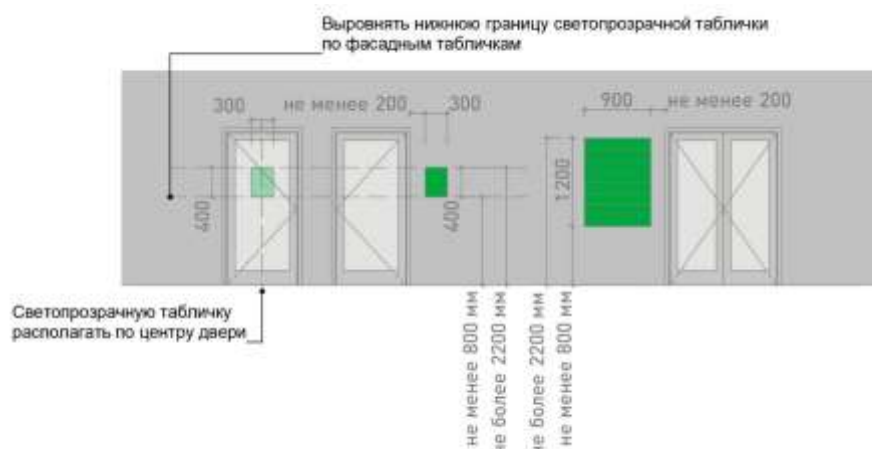 Выровнять нижнюю границу светопрозрачной таблички
по фасадным табличкам
300
не менее 200
300
900
не менее 200
400
400
1200
Светопрозрачную табличку
располагать по центру двери
не менее 800 мм
не более 2200 мм
не более 2200 мм
не менее 800 мм